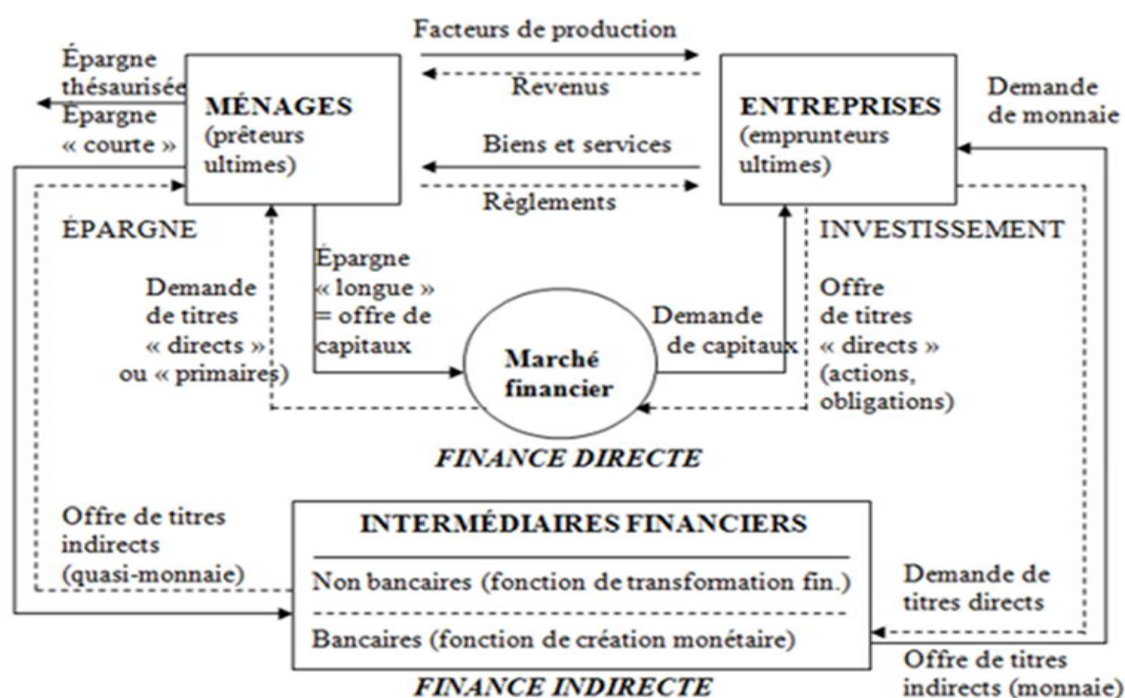 Facteurs de production
Revenus
Épargne
thésaurisée
Épargne
« courte »
MÉNAGES
(prêteurs
ultimes)
ENTREPRISES
(emprunteurs
ultimes)
Demande
de monnaie
Biens et services
Règlements
ÉPARGNE
INVESTISSEMENT
Demande
de titres
« directs »
ou « primaires)
Épargne
« longue »
= offre de
capitaux
Marché
financier
Demande
de capitaux
Offre
de titres
« directs »
(actions,
obligations)
FINANCE DIRECTE
Offre de titres
indirects
(quasi-monnaie)
INTERMÉDIAIRES FINANCIERS
Non bancaires (fonction de transformation fin.)
Bancaires (fonction de création monétaire)
Demande de
titres directs
Offre de titres
indirects (monnaie)
FINANCE INDIRECTE